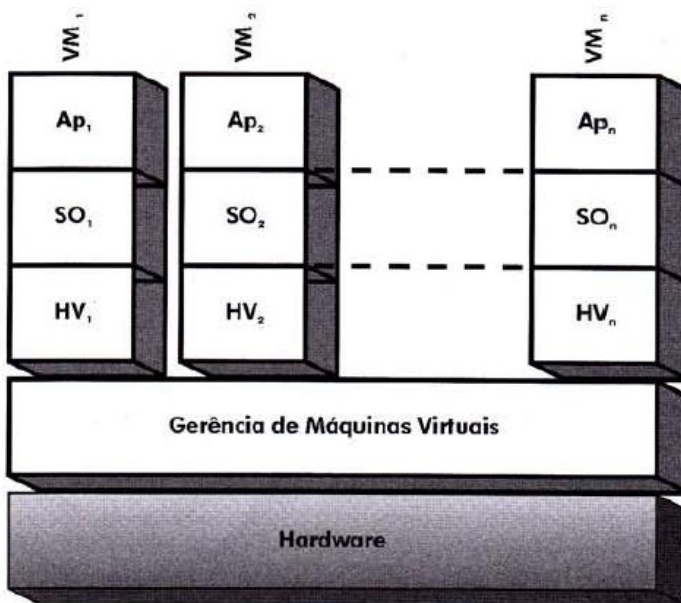 VM₁ VM₂ VMₙ
Ap₁ Ap₂ Apₙ
SO₁ SO₂ SOₙ
HV₁ HV₂ HVₙ
Gerência de Máquinas Virtuais
Hardware